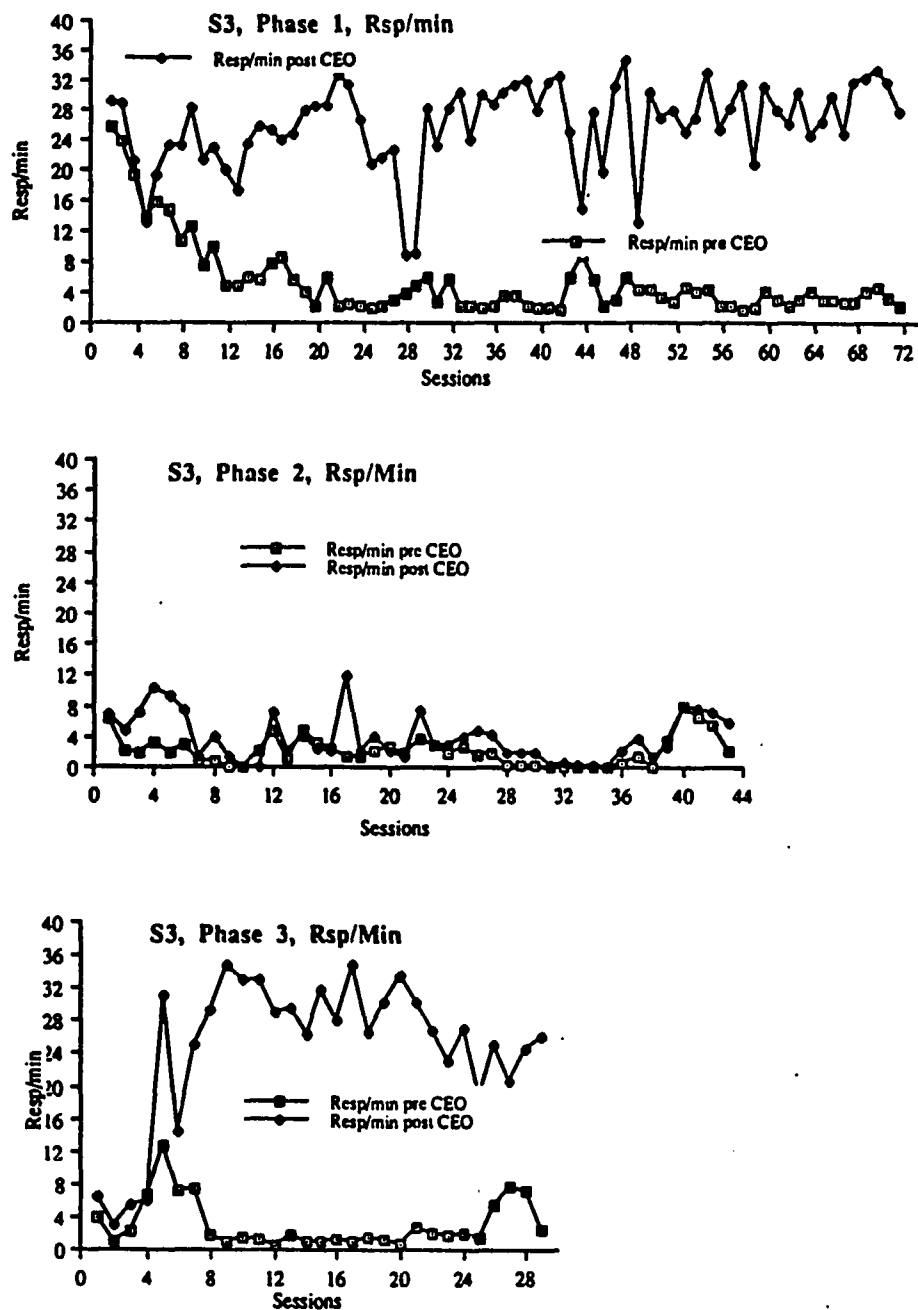 S3, Phase 1, Rsp/min
Resp/min post CEO
Resp/min pre CEO
Resp/min
40
36
32
28
24
20
16
12
8
4
0
0 4 8 12 16 20 24 28 32 36 40 44 48 52 56 60 64 68 72
Sessions
S3, Phase 2, Rsp/Min
Resp/min pre CEO
Resp/min post CEO
Resp/min
40
36
32
28
24
20
16
12
8
4
0
0 4 8 12 16 20 24 28 32 36 40 44
Sessions
S3, Phase 3, Rsp/Min
Resp/min pre CEO
Resp/min post CEO
Resp/min
40
36
32
28
24
20
16
12
8
4
0
0 4 8 12 16 20 24 28
Sessions